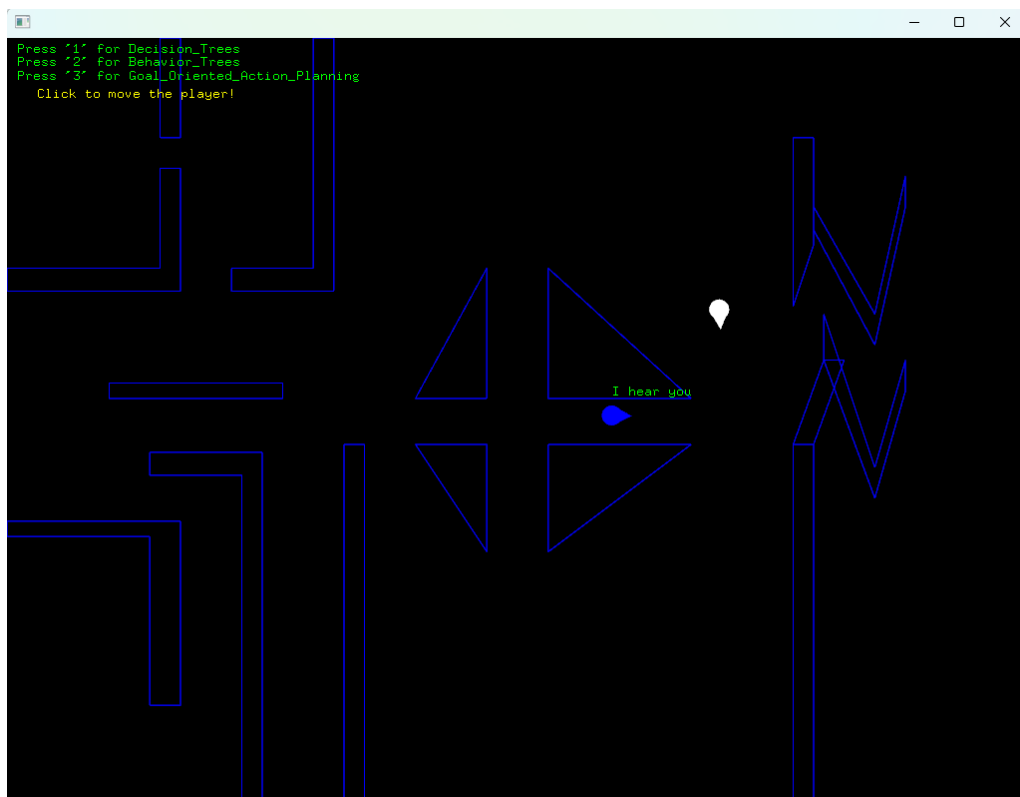 Press "1" for Decision_Trees
Press "2" for Behavior_Trees
Press "3" for Goal_Oriented_Action_Planning
Click to move the player!
I hear you